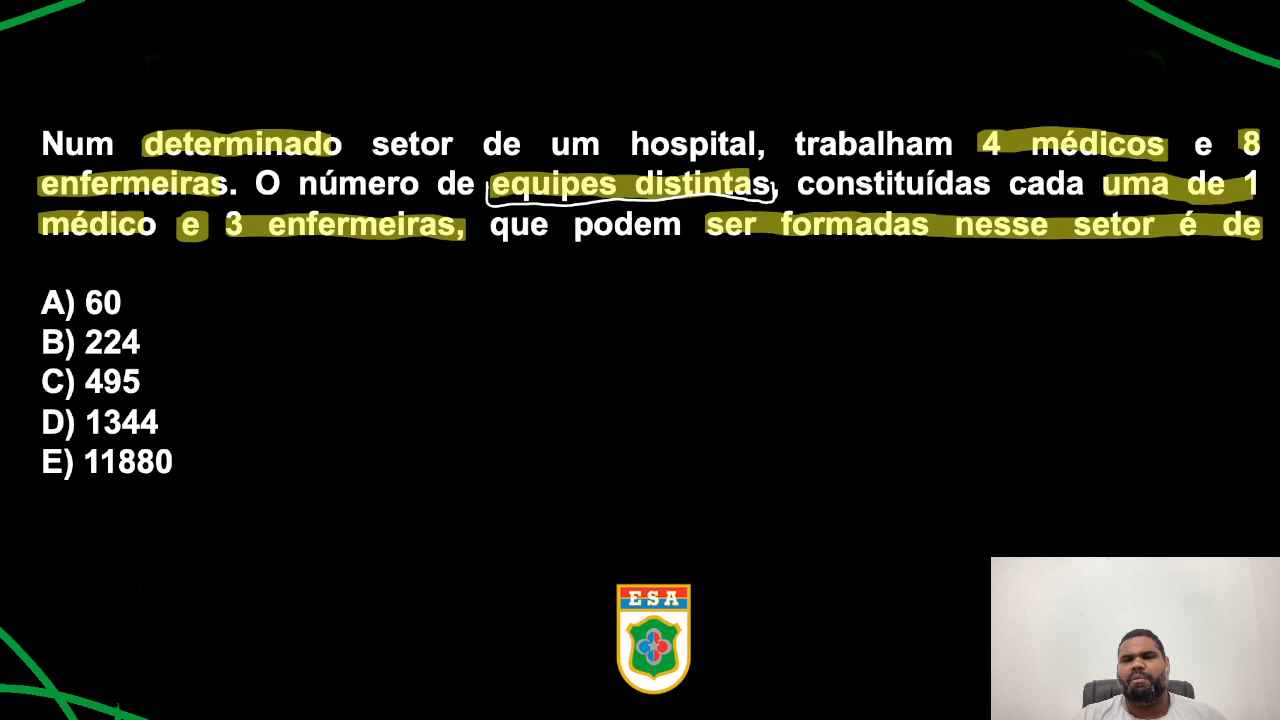 Num determinado setor de um hospital, trabalham 4 médicos e 8
enfermeiras. O número de equipes distintas, constituídas cada uma de 1
médico e 3 enfermeiras, que podem ser formadas nesse setor é de
A) 60
B) 224
C) 495
D) 1344
E) 11880
ESA